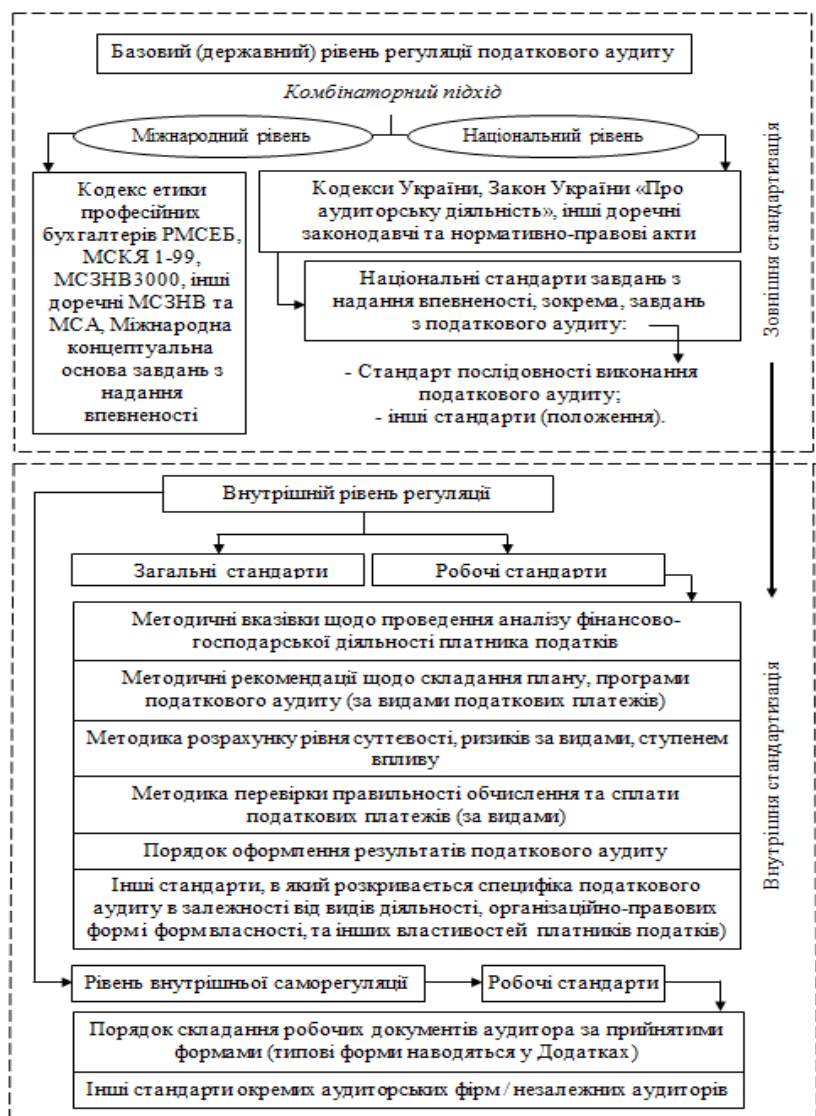 Базовий (державний) рівень регуляції податкового аудиту
Комбінаторний підхід
Міжнародний рівень
Національний рівень
Кодекс етики
професійних
бухгалтерів РМСЕБ,
МСКЯ 1-99,
МСЗНВ3000, інші
доречні МСЗНВ та
МСА, Міжнародна
концептуальна
основа завдань з
надання
впевненості
Кодекси України, Закон України «Про
аудиторську діяльність», інші доречні
законодавчі та нормативно-правові акти
Національні стандарти завдань з
надання впевненості, зокрема, завдань
з податкового аудиту:
- Стандарт послідовності виконання
податкового аудиту;
- інші стандарти (положення).
Зовнішня стандартизація
Внутрішній рівень регуляції
Загальні стандарти
Робочі стандарти
Методичні вказівки щодо проведення аналізу фінансово-
господарської діяльності платника податків
Методичні рекомендації щодо складання плану, програми
податкового аудиту (за видами податкових платежів)
Методика розрахунку рівня суттєвості, ризиків за видами, ступенем
впливу
Методика перевірки правильності обчислення та сплати
податкових платежів (за видами)
Порядок оформлення результатів податкового аудиту
Інші стандарти, в який розкривається специфіка податкового
аудиту в залежності від видів діяльності, організаційно-правових
форм і форм власності, та інших властивостей платників податків)
Рівень внутрішньої саморегуляції
Робочі стандарти
Порядок складання робочих документів аудитора за прийнятими
формами (типові форми наводяться у Додатках)
Інші стандарти окремих аудиторських фірм / незалежних аудиторів
Внутрішня стандартизація